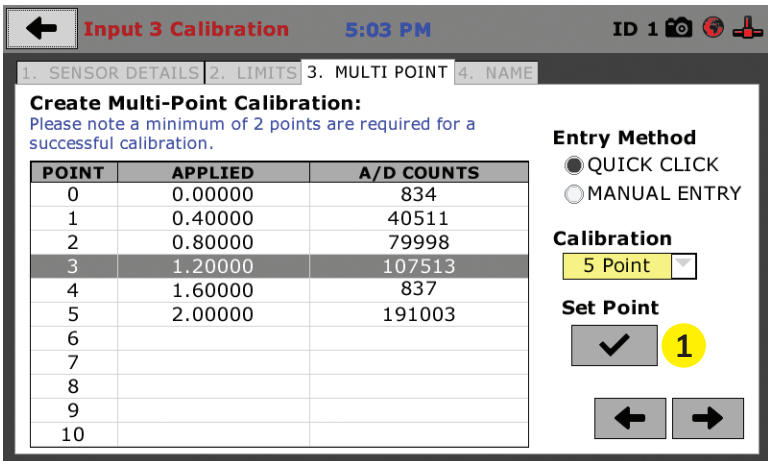 Input 3 Calibration 5:03 PM ID 1
1. SENSOR DETAILS 2. LIMITS 3. MULTI POINT 4. NAME
Create Multi-Point Calibration:
Please note a minimum of 2 points are required for a
successful calibration.
POINT APPLIED A/D COUNTS
0 0.00000 834
1 0.40000 40511
2 0.80000 79998
3 1.20000 107513
4 1.60000 837
5 2.00000 191003
6
7
8
9
10
Entry Method
QUICK CLICK
MANUAL ENTRY
Calibration
5 Point
Set Point
1